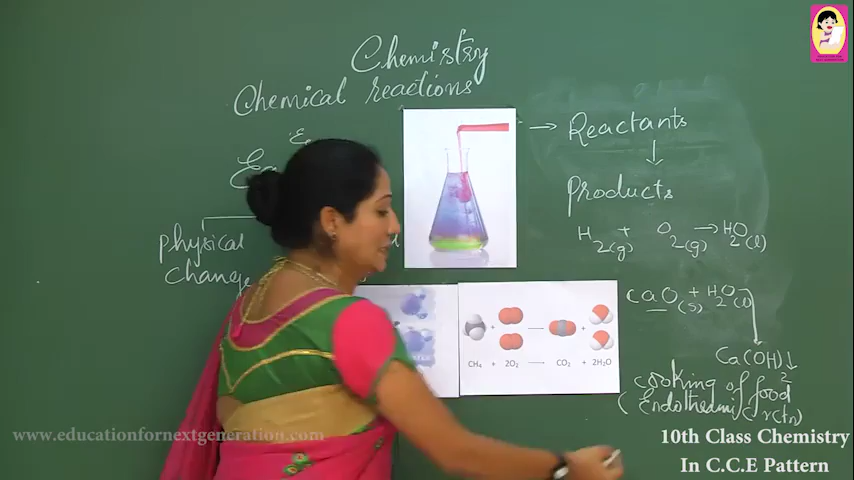 Chemistry
Chemical reactions
→ Reactants
↓
Products
H2(g) + O2(g) → H2O(l)
physical
change
caO(s) + H2O(l)
Ca(OH)2↓
cooking of food
(Endothermic rctn)
CH₄ + 2O₂ → CO₂ + 2H₂O
www.educationfornextgeneration.com
10th Class Chemistry
In C.C.E Pattern